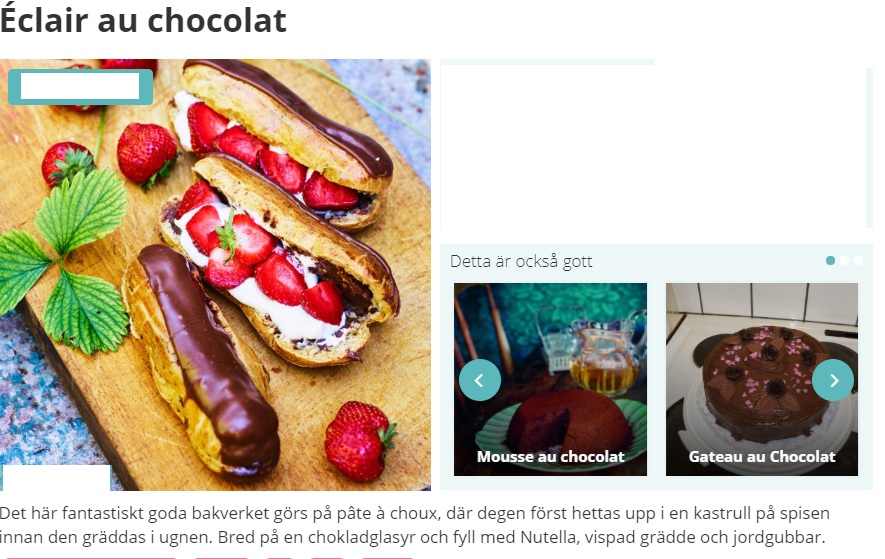 Éclair au chocolat
Detta är också gott
Mousse au chocolat
Gateau au Chocolat
Det här fantastiskt goda bakverket görs på pâte à choux, där degen först hettas upp i en kastrull på spisen
innan den gräddas i ugnen. Bred på en chokladglasyr och fyll med Nutella, vispad grädde och jordgubbar.